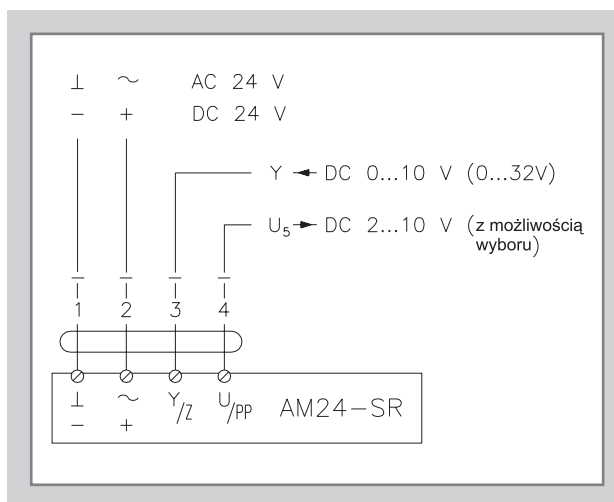 ⊥ ~ AC 24 V
− + DC 24 V
Y ◄ DC 0...10 V (0...32V)
U₅ ► DC 2...10 V (z możliwością
wyboru)
1 2 3 4
⊥ ~ Y/Z U/PP AM24−SR
− +